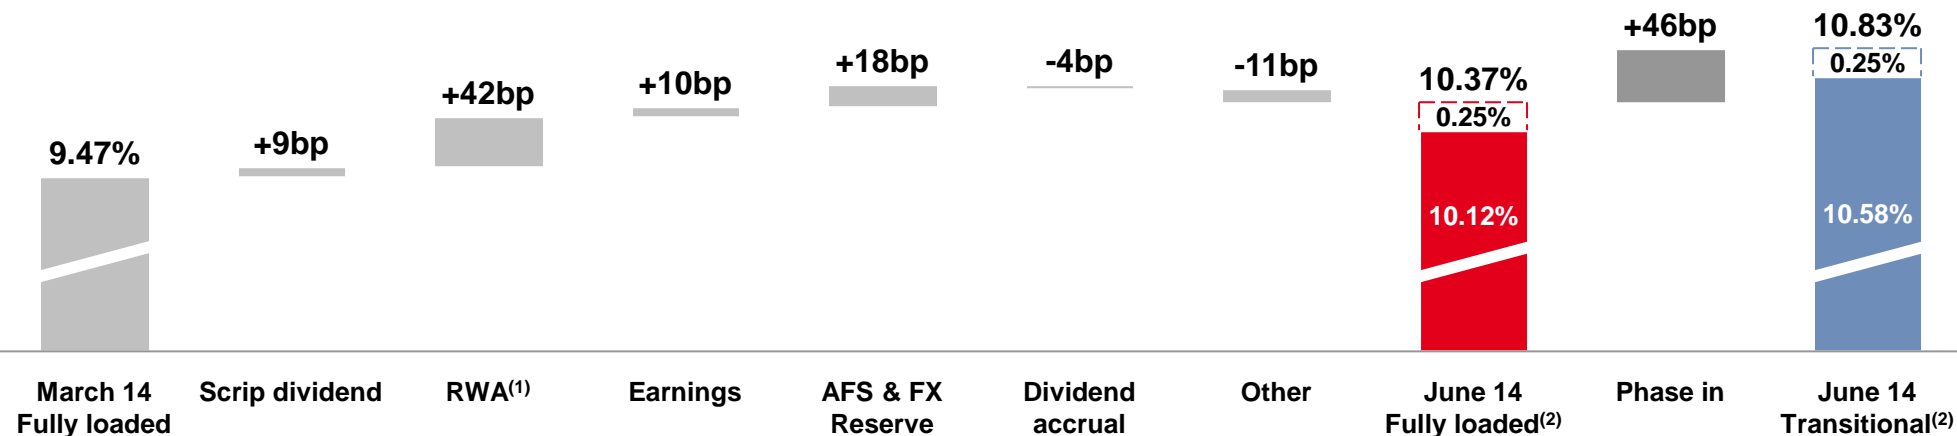 9.47%
+9bp
+42bp
+10bp
+18bp
-4bp
-11bp
10.37%
0.25%
10.12%
+46bp
10.83%
0.25%
10.58%
March 14
Fully loaded
Scrip dividend
RWA(1)
Earnings
AFS & FX
Reserve
Dividend
accrual
Other
June 14
Fully loaded(2)
Phase in
June 14
Transitional(2)